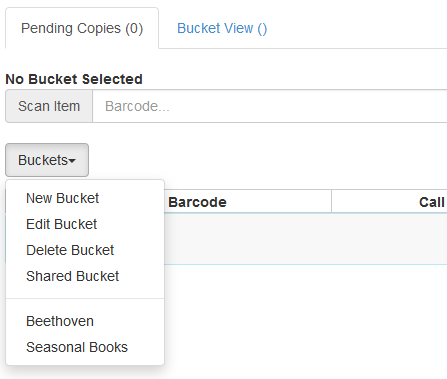 Pending Copies (0) Bucket View ()
No Bucket Selected
Scan Item Barcode...
Buckets
Barcode Call
New Bucket
Edit Bucket
Delete Bucket
Shared Bucket
Beethoven
Seasonal Books